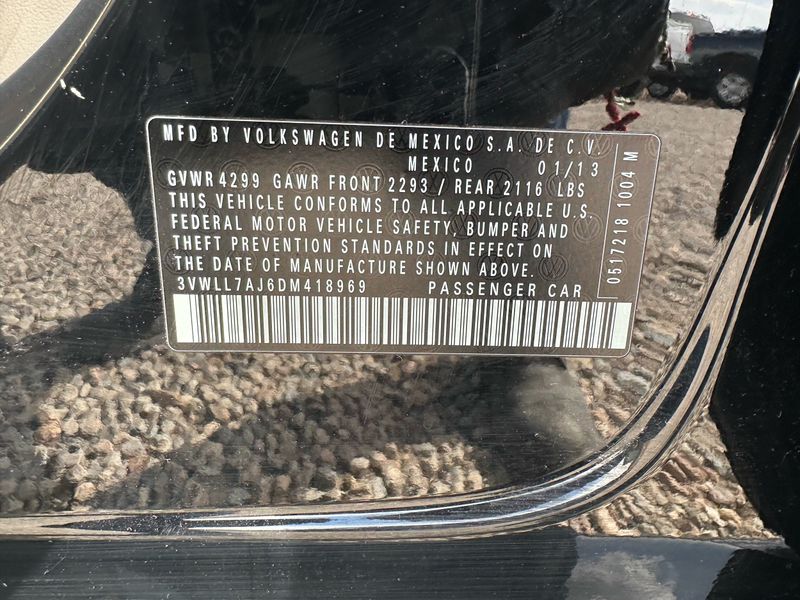 MFD BY VOLKSWAGEN DE MEXICO S.A. DE C.V.
MEXICO 01/13
GVWR 4299 GAWR FRONT 2293 / REAR 2116 LBS
THIS VEHICLE CONFORMS TO ALL APPLICABLE U.S.
FEDERAL MOTOR VEHICLE SAFETY, BUMPER AND
THEFT PREVENTION STANDARDS IN EFFECT ON
THE DATE OF MANUFACTURE SHOWN ABOVE.
3VWLL7AJ6DM418969 PASSENGER CAR
0517218 1004 M